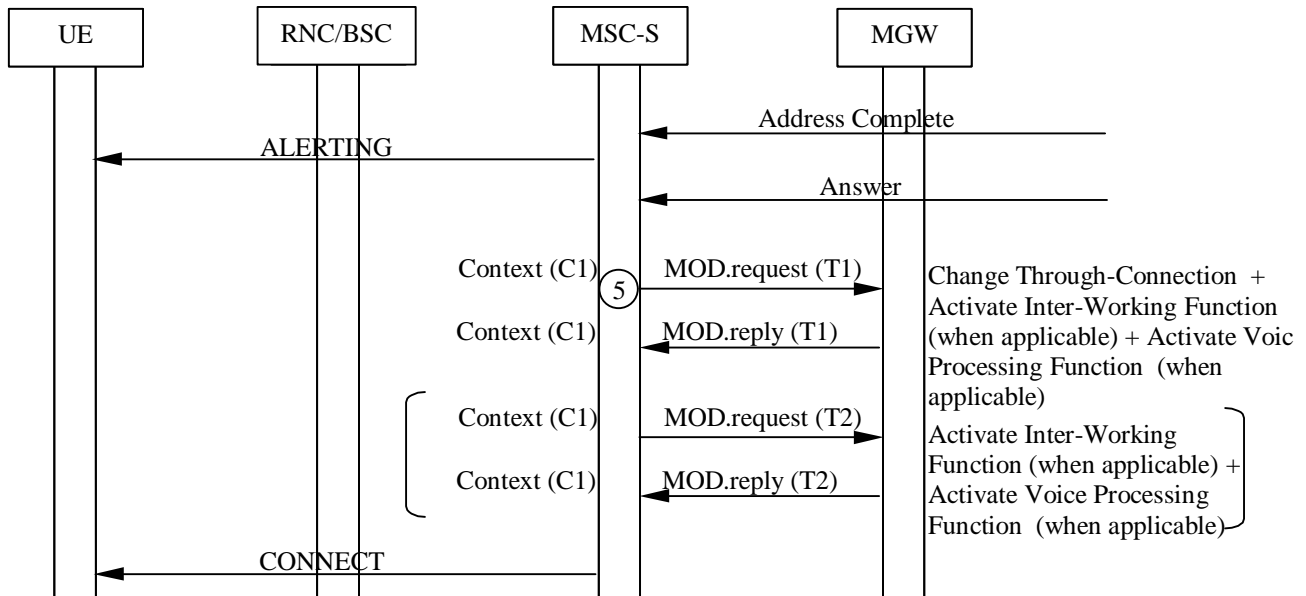 UE
RNC/BSC
MSC-S
MGW
Address Complete
ALERTING
Answer
Context (C1)
5
MOD.request (T1)
Change Through-Connection +
Activate Inter-Working Function
(when applicable) + Activate Voic
Processing Function (when
applicable)
Context (C1)
MOD.reply (T1)
Context (C1)
MOD.request (T2)
Activate Inter-Working
Function (when applicable) +
Activate Voice Processing
Function (when applicable)
Context (C1)
MOD.reply (T2)
CONNECT